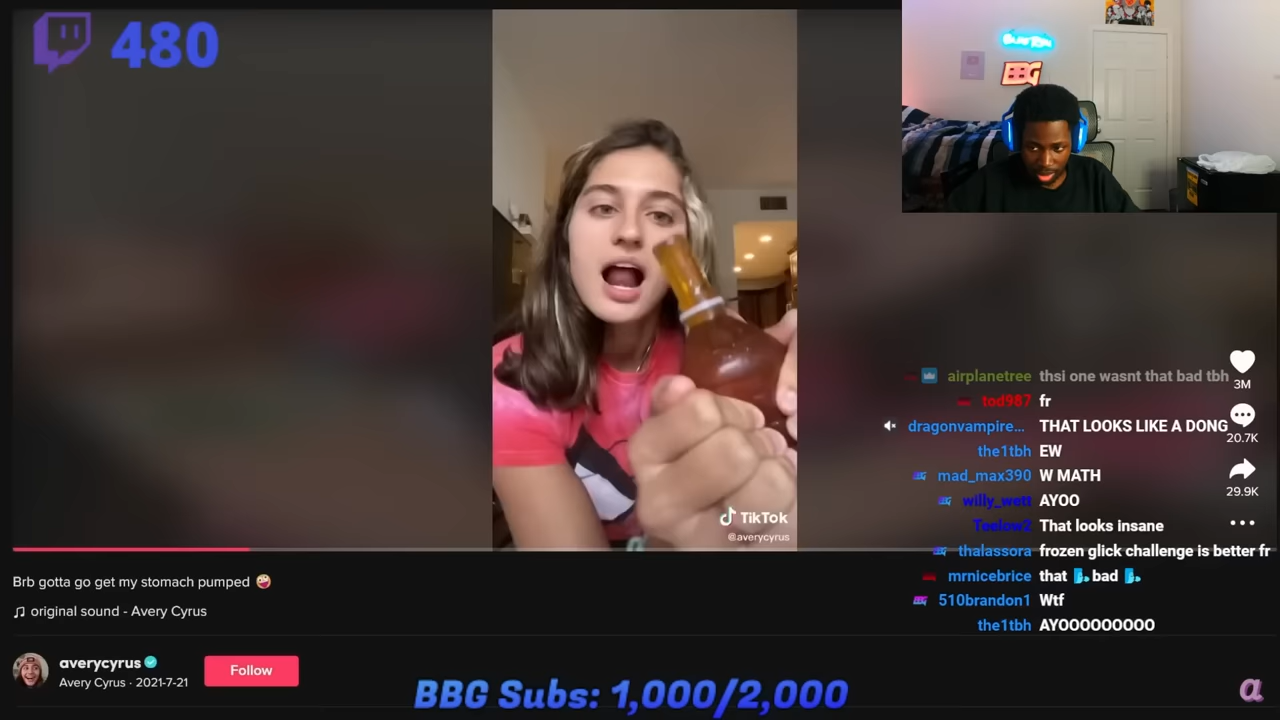 480
BBG
TikTok
@averycyrus
airplanetree thsi one wasnt that bad tbh
3M
tod987 fr
dragonvampire... THAT LOOKS LIKE A DONG
20.7K
the1tbh EW
mad_max390 W MATH
29.9K
willy_wett AYOO
Teelow2 That looks insane
thalassora frozen glick challenge is better fr
mrnicebrice that bad
510brandon1 Wtf
the1tbh AYOOOOOOOOO
Brb gotta go get my stomach pumped 🤪
original sound - Avery Cyrus
averycyrus
Follow
Avery Cyrus · 2021-7-21
BBG Subs: 1,000/2,000
a